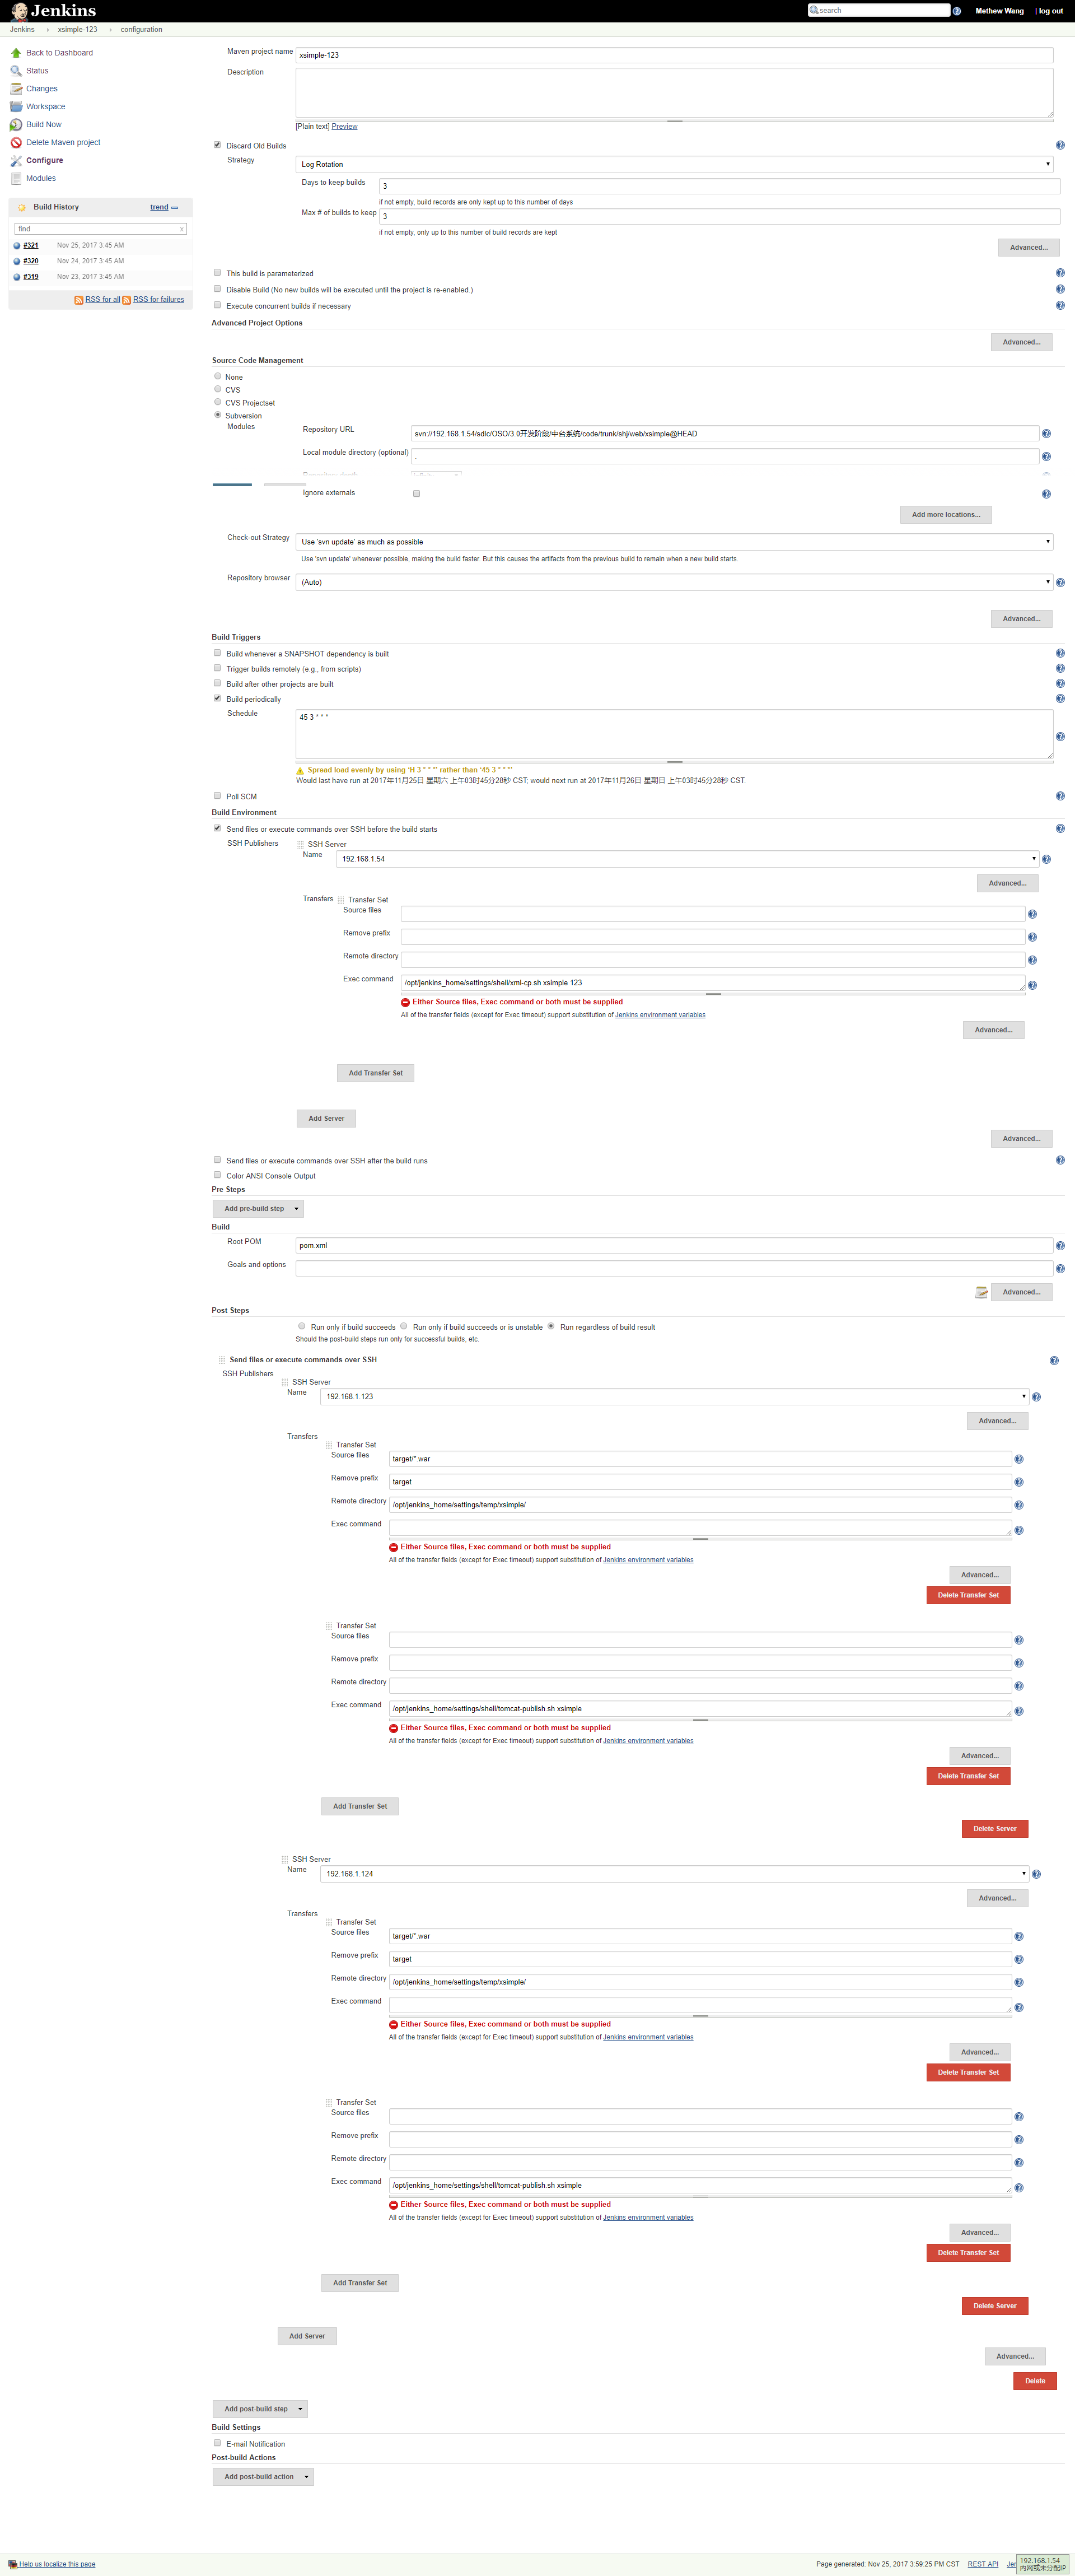 Jenkins
search
Methew Wang
| log out
Jenkins › xsimple-123 › configuration
Back to Dashboard
Status
Changes
Workspace
Build Now
Delete Maven project
Configure
Modules
Build History
trend
find
x
#321 Nov 25, 2017 3:45 AM
#320 Nov 24, 2017 3:45 AM
#319 Nov 23, 2017 3:45 AM
RSS for all RSS for failures
Maven project name xsimple-123
Description
[Plain text] Preview
Discard Old Builds
Strategy Log Rotation
Days to keep builds 3
if not empty, build records are only kept up to this number of days
Max # of builds to keep 3
if not empty, only up to this number of build records are kept
Advanced...
This build is parameterized
Disable Build (No new builds will be executed until the project is re-enabled.)
Execute concurrent builds if necessary
Advanced Project Options
Advanced...
Source Code Management
None
CVS
CVS Projectset
Subversion
Modules
Repository URL svn://192.168.1.54/sdlc/OSO/3.0开发阶段/中台系统/code/trunk/shj/web/xsimple@HEAD
Local module directory (optional) .
Ignore externals
Add more locations...
Check-out Strategy Use 'svn update' as much as possible
Use 'svn update' whenever possible, making the build faster. But this causes the artifacts from the previous build to remain when a new build starts.
Repository browser (Auto)
Advanced...
Build Triggers
Build whenever a SNAPSHOT dependency is built
Trigger builds remotely (e.g., from scripts)
Build after other projects are built
Build periodically
Schedule 45 3 * * *
Spread load evenly by using 'H 3 * * *' rather than '45 3 * * *'
Would last have run at 2017年11月25日 星期六 上午03时45分28秒 CST; would next run at 2017年11月26日 星期日 上午03时45分28秒 CST.
Poll SCM
Build Environment
Send files or execute commands over SSH before the build starts
SSH Publishers
SSH Server
Name 192.168.1.54
Advanced...
Transfers
Transfer Set
Source files
Remove prefix
Remote directory
Exec command /opt/jenkins_home/settings/shell/xml-cp.sh xsimple 123
Either Source files, Exec command or both must be supplied
All of the transfer fields (except for Exec timeout) support substitution of Jenkins environment variables
Advanced...
Add Transfer Set
Add Server
Advanced...
Send files or execute commands over SSH after the build runs
Color ANSI Console Output
Pre Steps
Add pre-build step
Build
Root POM pom.xml
Goals and options
Advanced...
Post Steps
Run only if build succeeds Run only if build succeeds or is unstable Run regardless of build result
Should the post-build steps run only for successful builds, etc.
Send files or execute commands over SSH
SSH Publishers
SSH Server
Name 192.168.1.123
Advanced...
Transfers
Transfer Set
Source files target/*.war
Remove prefix target
Remote directory /opt/jenkins_home/settings/temp/xsimple/
Exec command
Either Source files, Exec command or both must be supplied
All of the transfer fields (except for Exec timeout) support substitution of Jenkins environment variables
Advanced...
Delete Transfer Set
Transfer Set
Source files
Remove prefix
Remote directory
Exec command /opt/jenkins_home/settings/shell/tomcat-publish.sh xsimple
Either Source files, Exec command or both must be supplied
All of the transfer fields (except for Exec timeout) support substitution of Jenkins environment variables
Advanced...
Delete Transfer Set
Add Transfer Set
Delete Server
SSH Server
Name 192.168.1.124
Advanced...
Transfers
Transfer Set
Source files target/*.war
Remove prefix target
Remote directory /opt/jenkins_home/settings/temp/xsimple/
Exec command
Either Source files, Exec command or both must be supplied
All of the transfer fields (except for Exec timeout) support substitution of Jenkins environment variables
Advanced...
Delete Transfer Set
Transfer Set
Source files
Remove prefix
Remote directory
Exec command /opt/jenkins_home/settings/shell/tomcat-publish.sh xsimple
Either Source files, Exec command or both must be supplied
All of the transfer fields (except for Exec timeout) support substitution of Jenkins environment variables
Advanced...
Delete Transfer Set
Add Transfer Set
Delete Server
Add Server
Advanced...
Delete
Add post-build step
Build Settings
E-mail Notification
Post-build Actions
Add post-build action
Help us localize this page
Page generated: Nov 25, 2017 3:59:25 PM CST REST API
192.168.1.54
内网或未分配IP